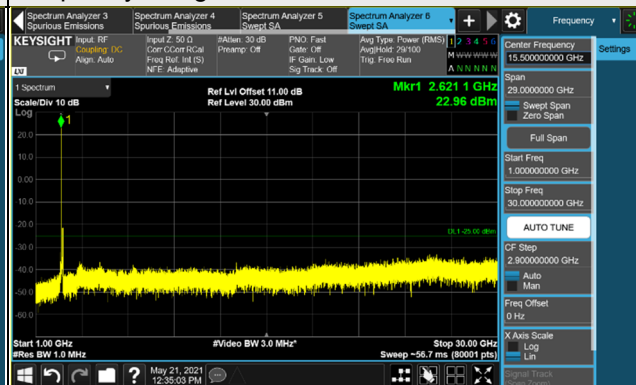 Spectrum Analyzer 3
Spurious Emissions
Spectrum Analyzer 4
Spurious Emissions
Spectrum Analyzer 5
Swept SA
Spectrum Analyzer 6
Swept SA
Frequency
Settings
KEYSIGHT
Input: RF
Coupling: DC
Align: Auto
Input Z: 50 Ω
Corr CCorr RCal
Freq Ref: Int (S)
NFE: Adaptive
#Atten: 30 dB
Preamp: Off
PNO: Fast
Gate: Off
IF Gain: Low
Sig Track: Off
Avg Type: Power (RMS)
Avg|Hold: 29/100
Trig: Free Run
1 2 3 4 5 6
M W W W W W
A N N N N N
LXI
1 Spectrum
Scale/Div 10 dB
Log
Ref Lvl Offset 11.00 dB
Ref Level 30.00 dBm
Mkr1 2.621 1 GHz
22.96 dBm
1
20.0
10.0
0.00
-10.0
-20.0
-30.0
-40.0
-50.0
-60.0
DL1 -25.00 dBm
Start 1.00 GHz
#Res BW 1.0 MHz
#Video BW 3.0 MHz*
Stop 30.00 GHz
Sweep ~56.7 ms (80001 pts)
May 21, 2021
12:35:03 PM
Center Frequency
15.500000000 GHz
Span
29.0000000 GHz
Swept Span
Zero Span
Full Span
Start Freq
1.000000000 GHz
Stop Freq
30.000000000 GHz
AUTO TUNE
CF Step
2.900000000 GHz
Auto
Man
Freq Offset
0 Hz
X Axis Scale
Log
Lin
Signal Track